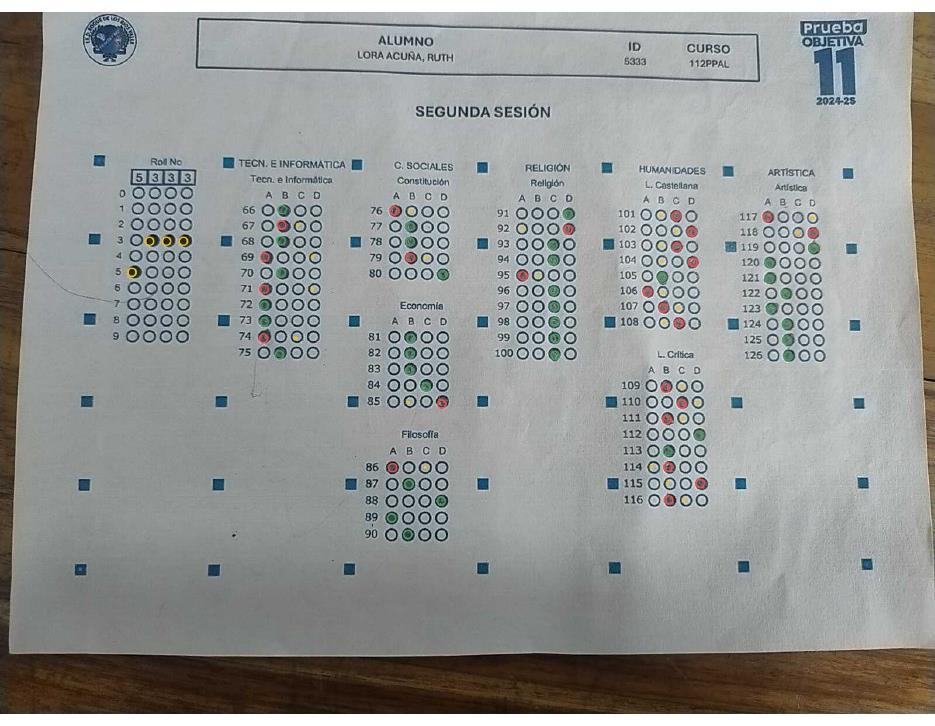 ALUMNO
LORA ACUÑA, RUTH
ID
5333
CURSO
112PPAL
Prueba
OBJETIVA
11
2024-25
SEGUNDA SESIÓN
Roll No
5 3 3 3
0
1
2
3
4
5
6
7
8
9
TECN. E INFORMÁTICA
Tecn. e Informática
A B C D
66
67
68
69
70
71
72
73
74
75
C. SOCIALES
Constitución
A B C D
76
77
78
79
80
Economía
A B C D
81
82
83
84
85
Filosofía
A B C D
86
87
88
89
90
RELIGIÓN
Religión
A B C D
91
92
93
94
95
96
97
98
99
100
HUMANIDADES
L. Castellana
A B C D
101
102
103
104
105
106
107
108
L. Crítica
A B C D
109
110
111
112
113
114
115
116
ARTÍSTICA
Artística
A B C D
117
118
119
120
121
122
123
124
125
126